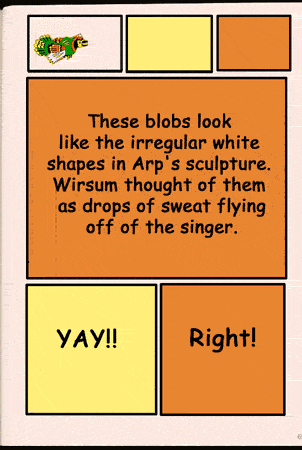 These blobs look
like the irregular white
shapes in Arp's sculpture.
Wirsum thought of them
as drops of sweat flying
off of the singer.
YAY!!
Right!